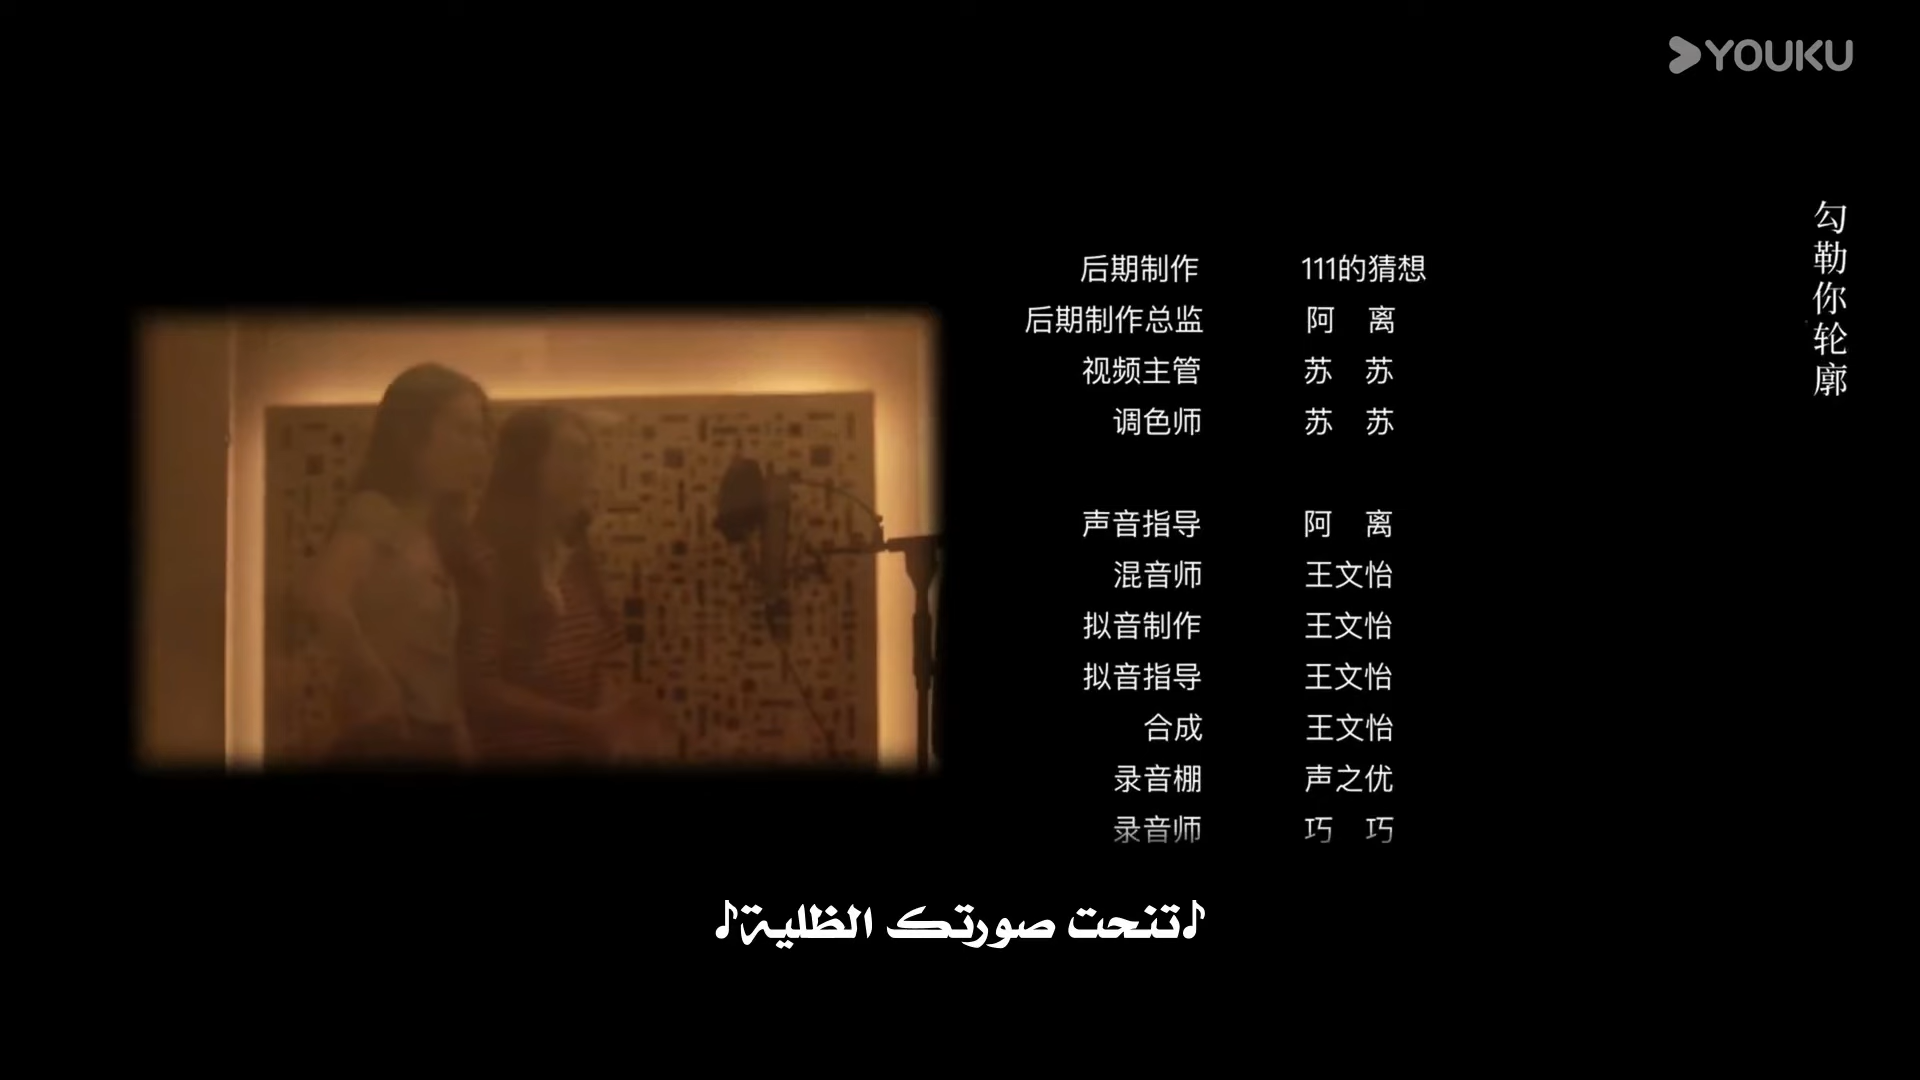 YOUKU
勾勒你轮廓
后期制作 111的猜想
后期制作总监 阿 离
视频主管 苏 苏
调色师 苏 苏
声音指导 阿 离
混音师 王文怡
拟音制作 王文怡
拟音指导 王文怡
合成 王文怡
录音棚 声之优
录音师 巧 巧
♪تنحت صورتك الظلية♪